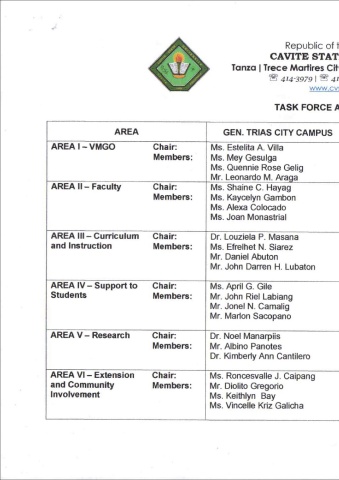 Republic of t
CAVITE STAT
Tanza | Trece Martires Cit
☏ 414-3979 | ☏ 41
www.cvs
TASK FORCE A
AREA GEN. TRIAS CITY CAMPUS
AREA I – VMGO Chair: Ms. Estelita A. Villa
Members: Ms. Mey Gesulga
Ms. Quennie Rose Gelig
Mr. Leonardo M. Araga
AREA II – Faculty Chair: Ms. Shaine C. Hayag
Members: Ms. Kaycelyn Gambon
Ms. Alexa Colocado
Ms. Joan Monastrial
AREA III – Curriculum Chair: Dr. Louziela P. Masana
and Instruction Members: Ms. Efrelhet N. Siarez
Mr. Daniel Abuton
Mr. John Darren H. Lubaton
AREA IV – Support to Chair: Ms. April G. Gile
Students Members: Mr. John Riel Labiang
Mr. Jonel N. Camalig
Mr. Marlon Sacopano
AREA V – Research Chair: Dr. Noel Manarpiis
Members: Mr. Albino Panotes
Dr. Kimberly Ann Cantilero
AREA VI – Extension Chair: Ms. Roncesvalle J. Caipang
and Community Members: Mr. Diolito Gregorio
Involvement Ms. Keithlyn Bay
Ms. Vincelle Kriz Galicha